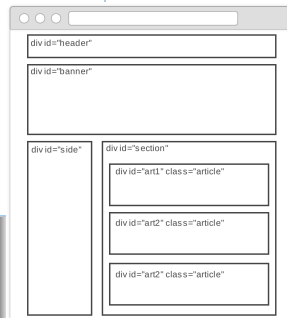 div id="header"
div id="banner"
div id="side"
div id="section"
div id="art1" class="article"
div id="art2" class="article"
div id="art2" class="article"